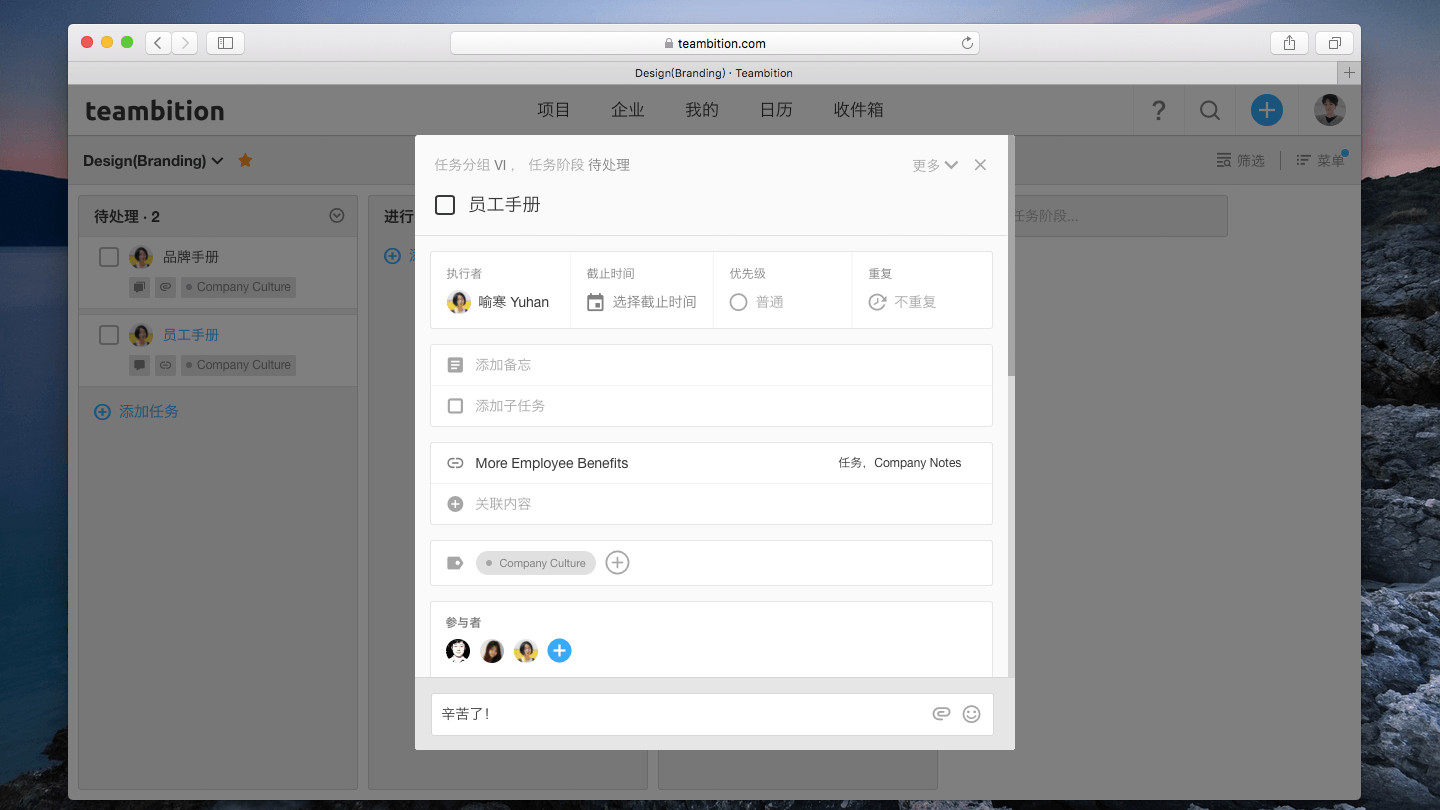 teambition.com
Design(Branding) · Teambition
teambition
项目 企业 我的 日历 收件箱
Design(Branding)
筛选 菜单
待处理 · 2
品牌手册
Company Culture
员工手册
Company Culture
添加任务
进行
任务阶段...
任务分组 VI， 任务阶段 待处理
更多
员工手册
执行者 截止时间 优先级 重复
喻寒 Yuhan 选择截止时间 普通 不重复
添加备忘
添加子任务
More Employee Benefits 任务，Company Notes
关联内容
Company Culture
参与者
辛苦了！